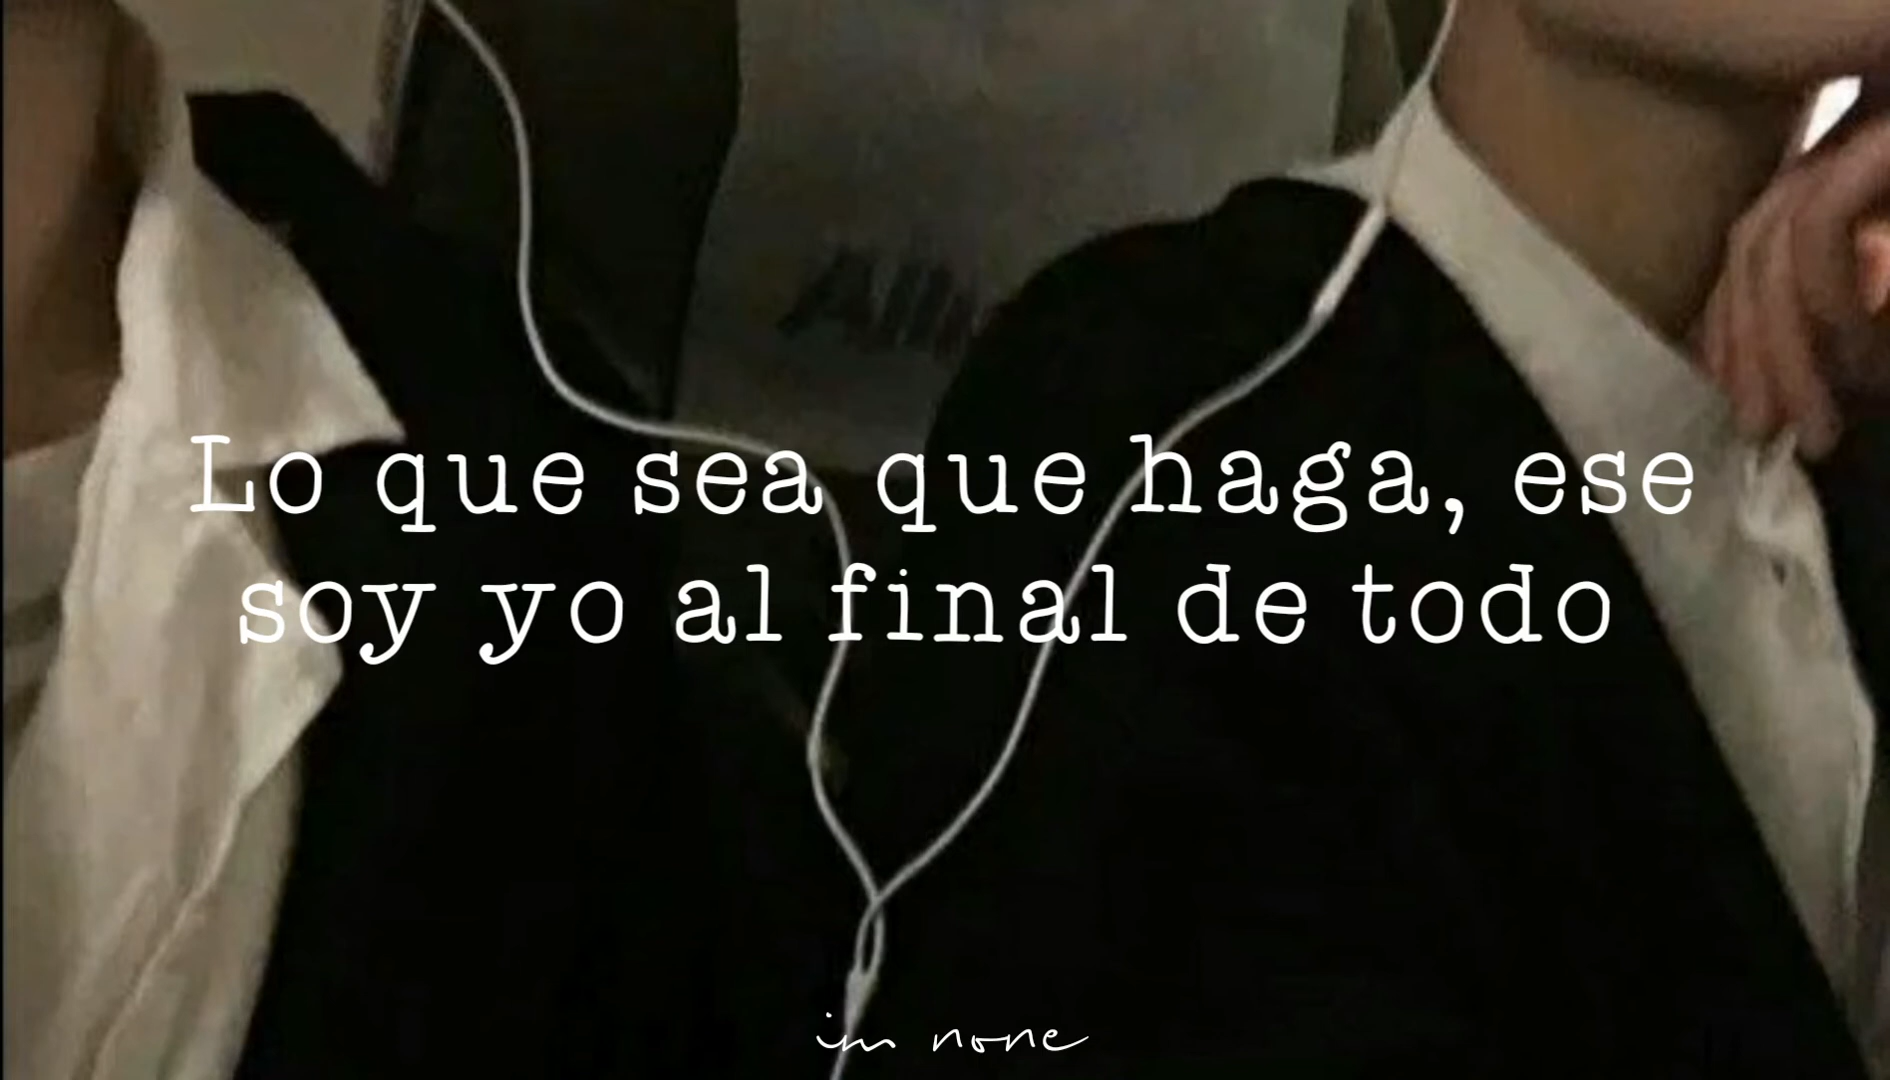 Lo que sea que haga, ese
soy yo al final de todo
im none